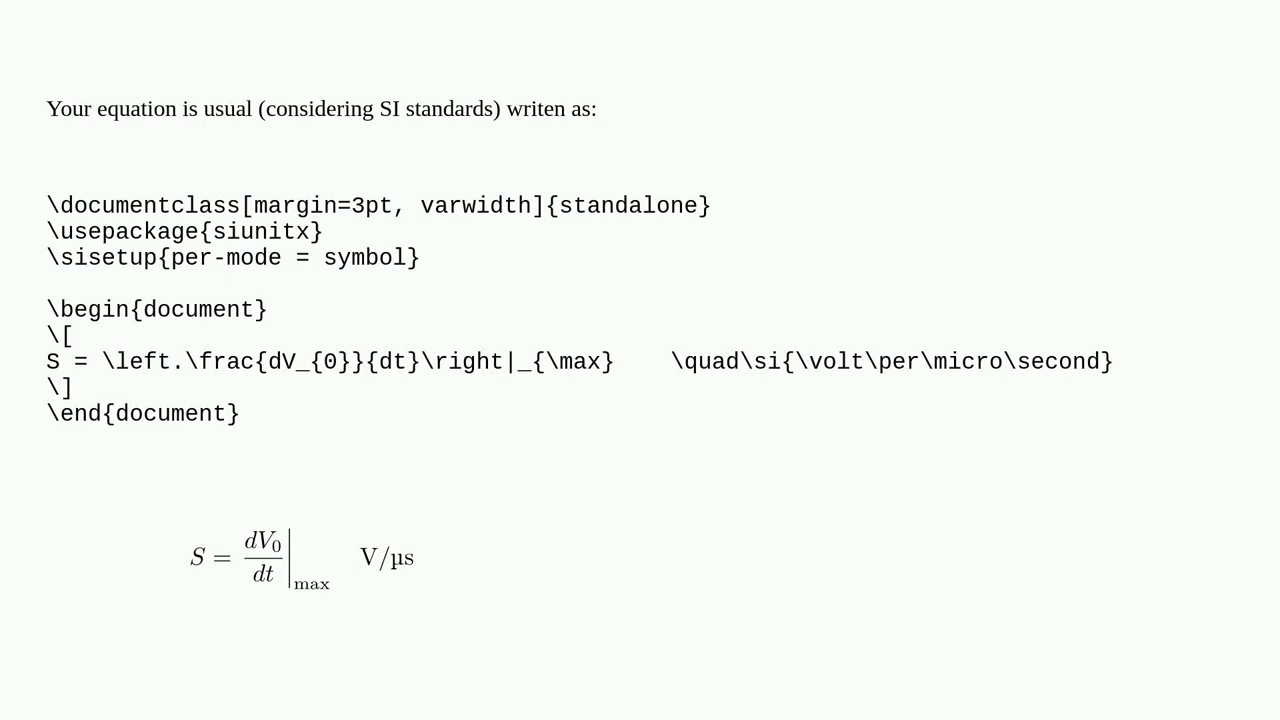 Your equation is usual (considering SI standards) writen as:
\documentclass[margin=3pt, varwidth]{standalone}
\usepackage{siunitx}
\sisetup{per-mode = symbol}
\begin{document}
\[
S = \left.\frac{dV_{0}}{dt}\right|_{\max}    \quad\si{\volt\per\micro\second}
\]
\end{document}
S = dV₀/dt|max V/µs